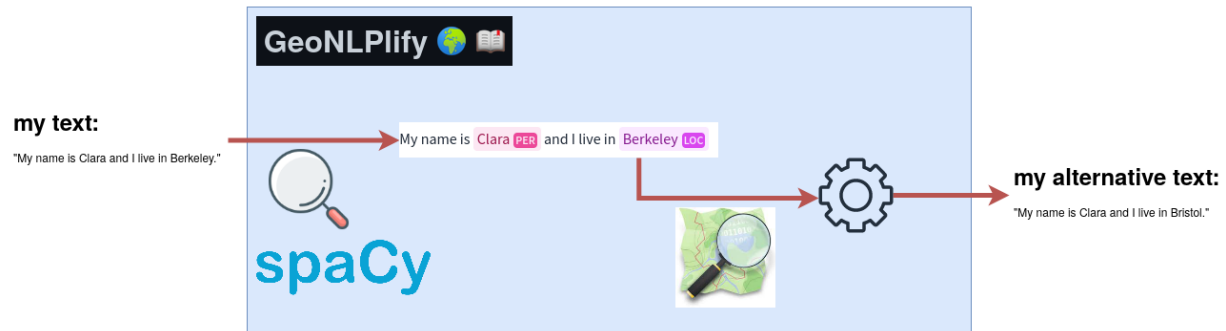 GeoNLPlify 🌍 📖
my text:
"My name is Clara and I live in Berkeley."
My name is Clara PER and I live in Berkeley LOC
spaCy
my alternative text:
"My name is Clara and I live in Bristol."